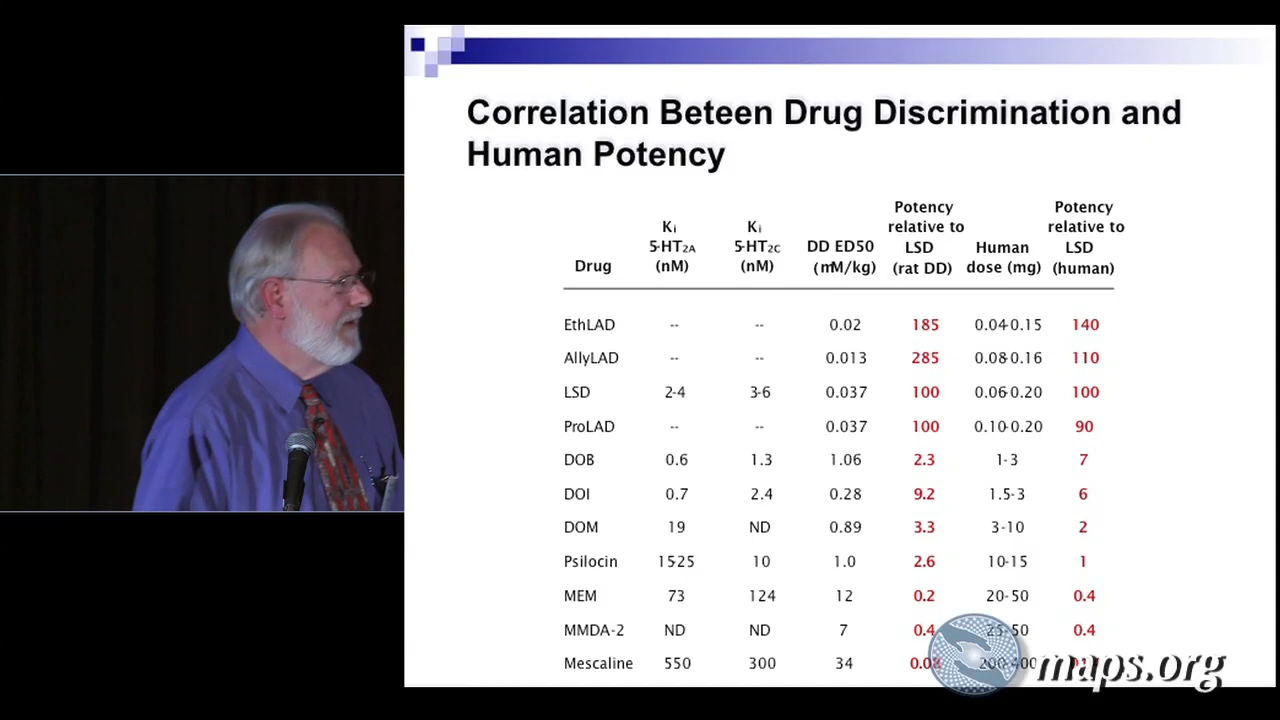 Correlation Beteen Drug Discrimination and
Human Potency
Drug Ki 5-HT2A (nM) Ki 5-HT2C (nM) DD ED50 (mM/kg) Potency relative to LSD (rat DD) Human dose (mg) Potency relative to LSD (human)
EthLAD -- -- 0.02 185 0.04-0.15 140
AllyLAD -- -- 0.013 285 0.08-0.16 110
LSD 2-4 3-6 0.037 100 0.06-0.20 100
ProLAD -- -- 0.037 100 0.10-0.20 90
DOB 0.6 1.3 1.06 2.3 1-3 7
DOI 0.7 2.4 0.28 9.2 1.5-3 6
DOM 19 ND 0.89 3.3 3-10 2
Psilocin 15-25 10 1.0 2.6 10-15 1
MEM 73 124 12 0.2 20-50 0.4
MMDA-2 ND ND 7 0.4 25-50 0.4
Mescaline 550 300 34 200-400
maps.org